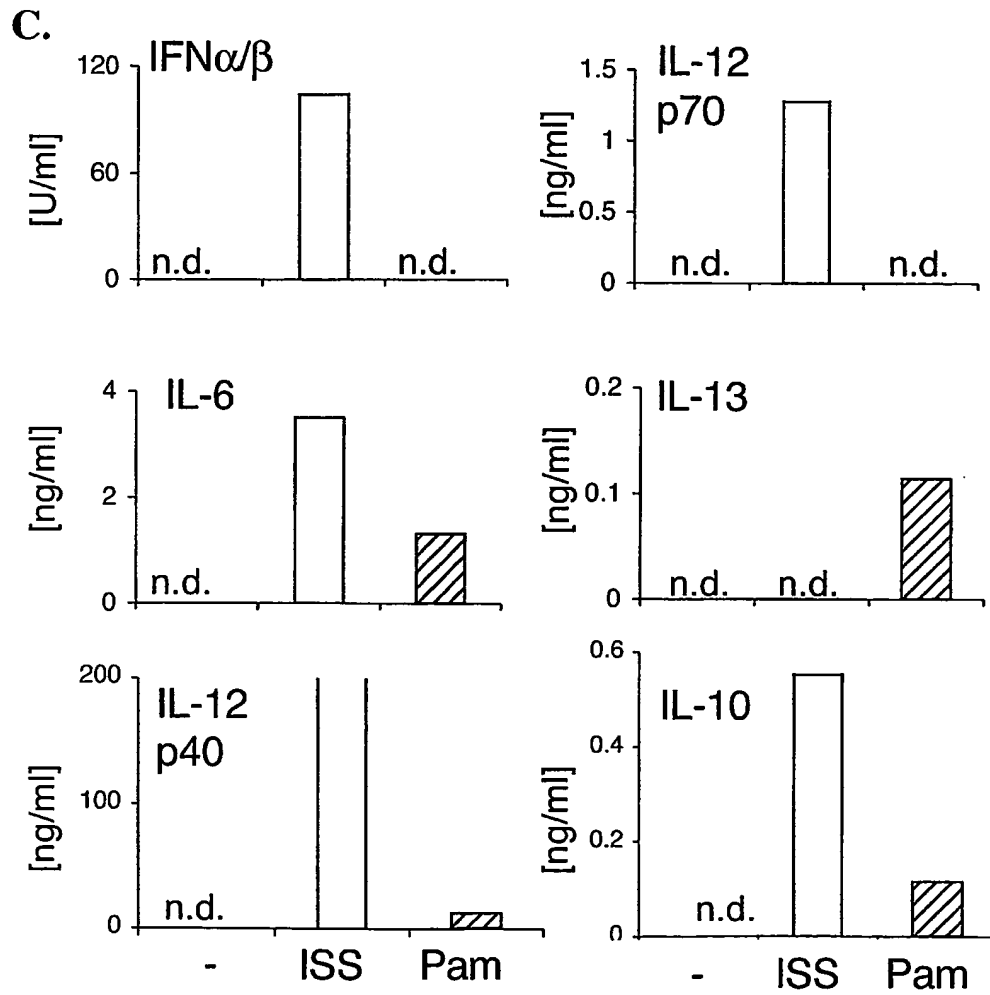 C.
IFNα/β
[U/ml]
120
60
0
n.d.
n.d.
IL-12
p70
[ng/ml]
1.5
1
0.5
0
n.d.
n.d.
IL-6
[ng/ml]
4
2
0
n.d.
IL-13
[ng/ml]
0.2
0.1
0
n.d.
n.d.
IL-12
p40
[ng/ml]
200
100
0
n.d.
- ISS Pam
IL-10
[ng/ml]
0.6
0.4
0.2
0
n.d.
- ISS Pam